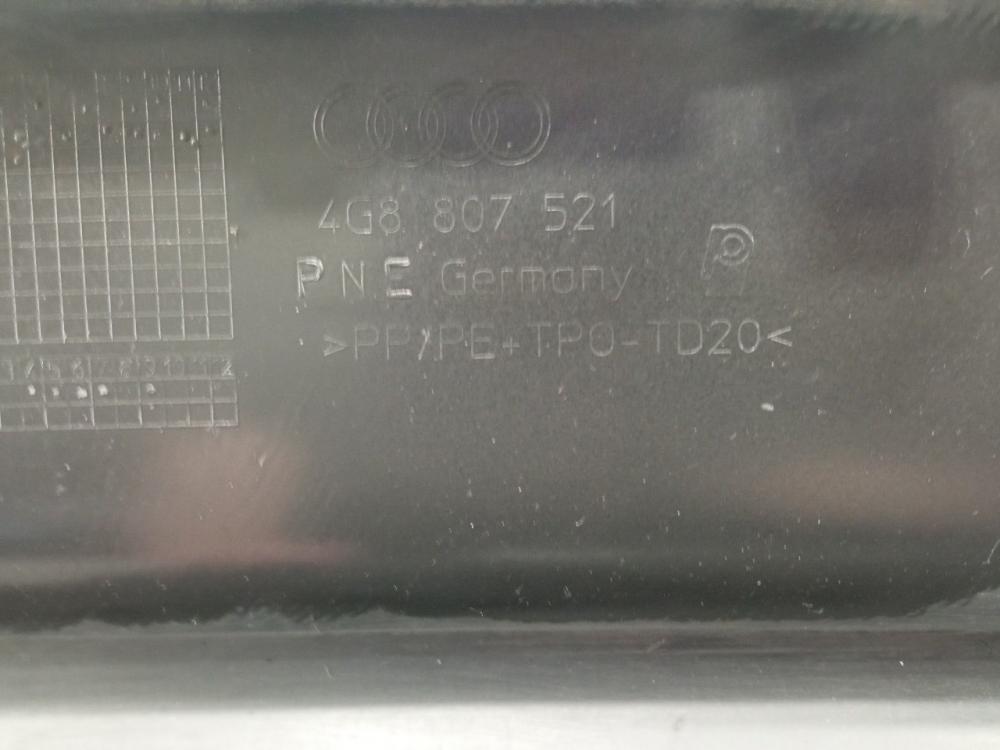 4G8 807 521
PNE Germany
>PP/PE+TPO-TD20<